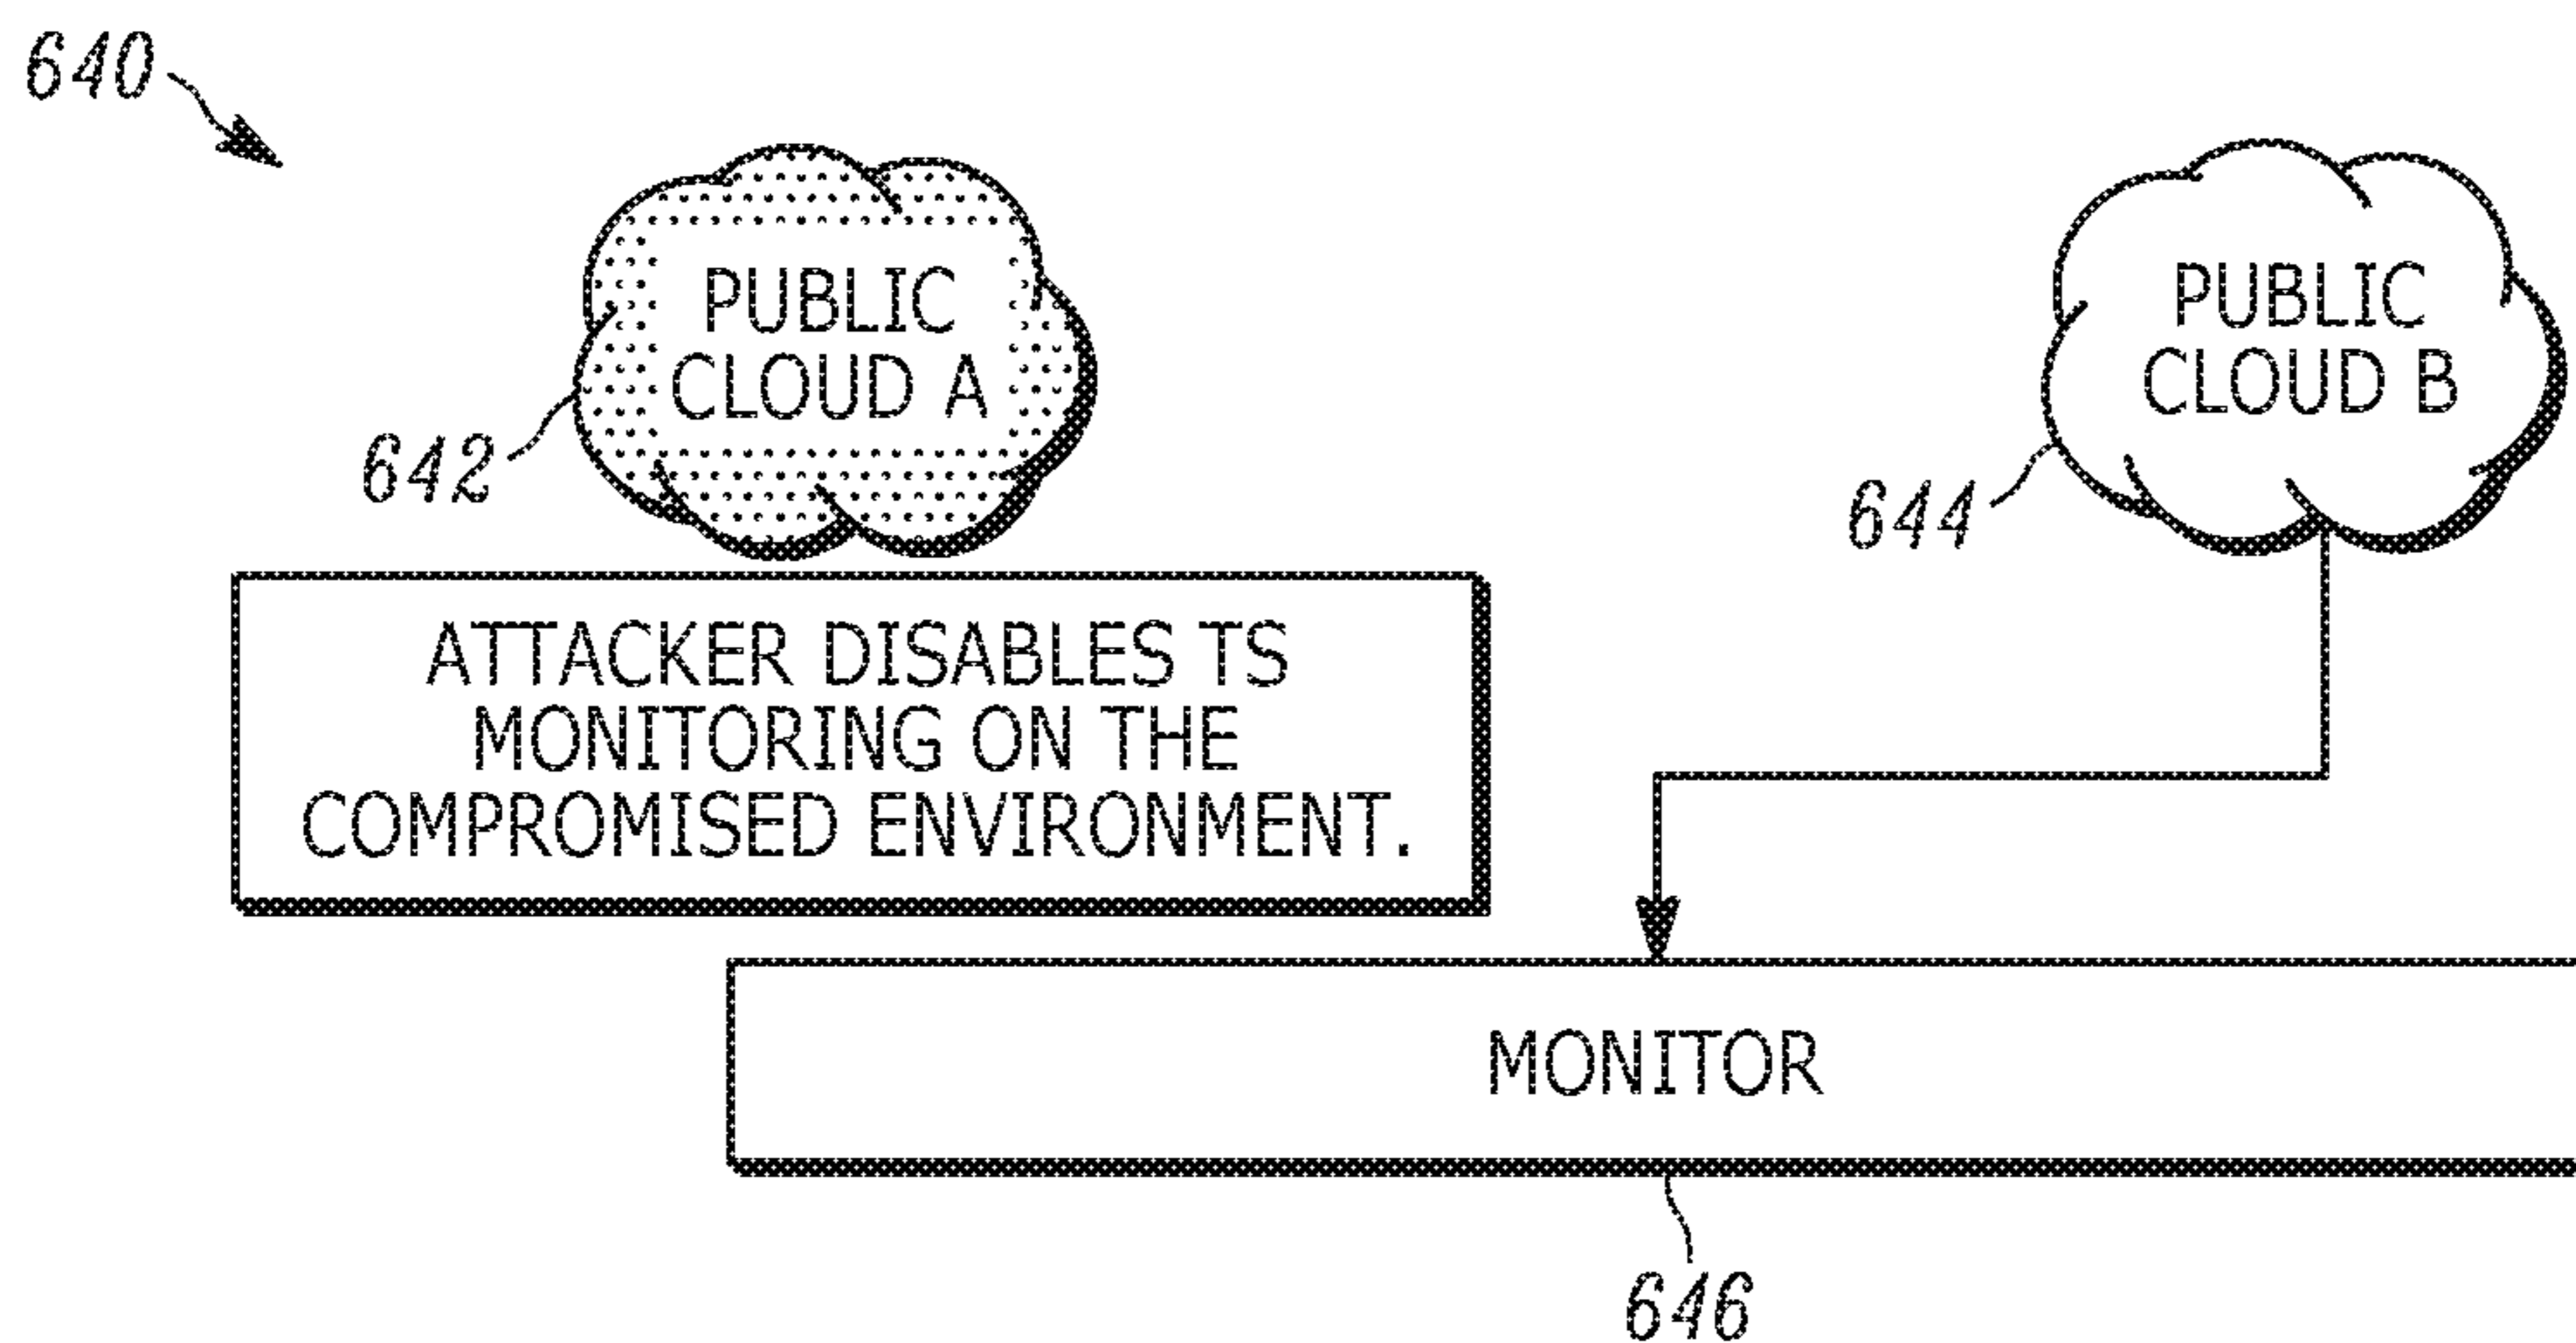 640
PUBLIC
CLOUD A
642
PUBLIC
CLOUD B
644
ATTACKER DISABLES TS
MONITORING ON THE
COMPROMISED ENVIRONMENT.
MONITOR
646